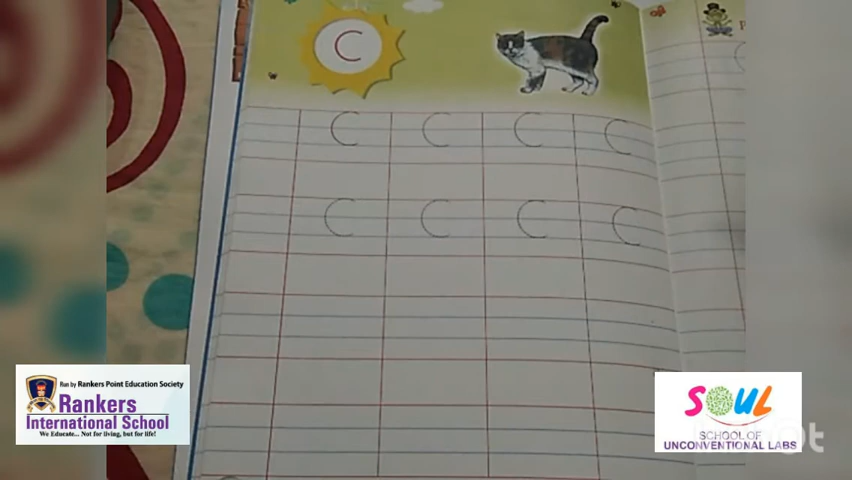 C
C C C C
C C C C
Run by Rankers Point Education Society
Rankers
International School
We Educate... Not for living, but for life!
SOUL
SCHOOL OF
UNCONVENTIONAL LABS